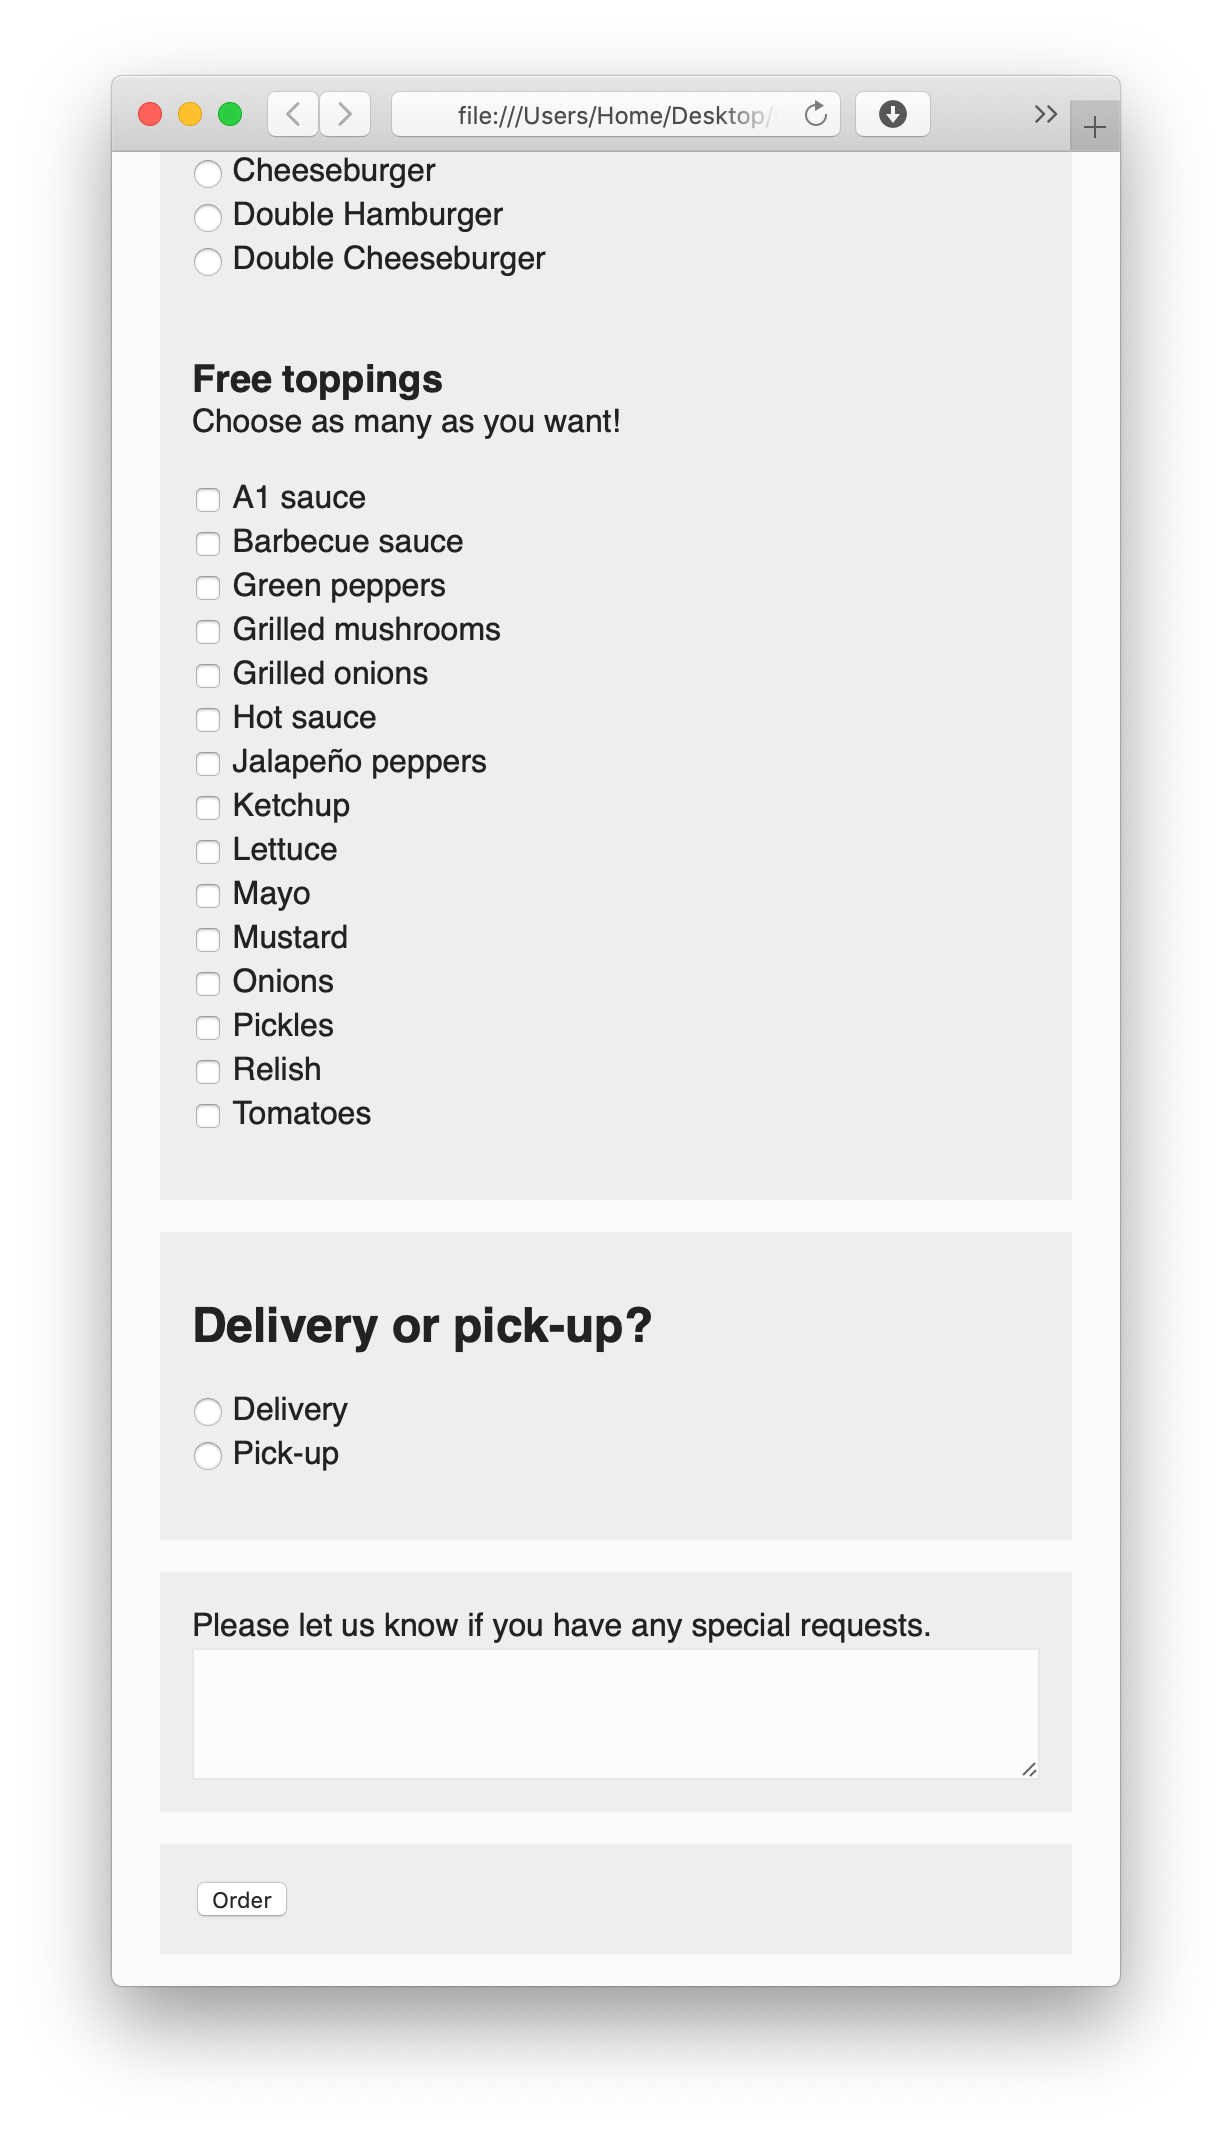 file:///Users/Home/Desktop/
Cheeseburger
Double Hamburger
Double Cheeseburger
Free toppings
Choose as many as you want!
A1 sauce
Barbecue sauce
Green peppers
Grilled mushrooms
Grilled onions
Hot sauce
Jalapeño peppers
Ketchup
Lettuce
Mayo
Mustard
Onions
Pickles
Relish
Tomatoes
Delivery or pick-up?
Delivery
Pick-up
Please let us know if you have any special requests.
Order